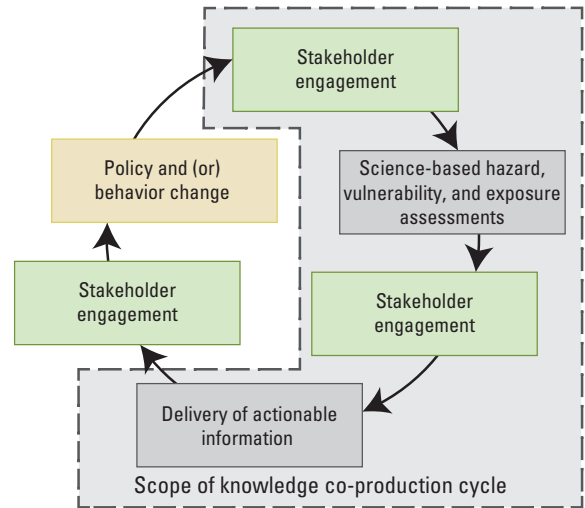 Stakeholder
engagement
Policy and (or)
behavior change
Science-based hazard,
vulnerability, and exposure
assessments
Stakeholder
engagement
Stakeholder
engagement
Delivery of actionable
information
Scope of knowledge co-production cycle